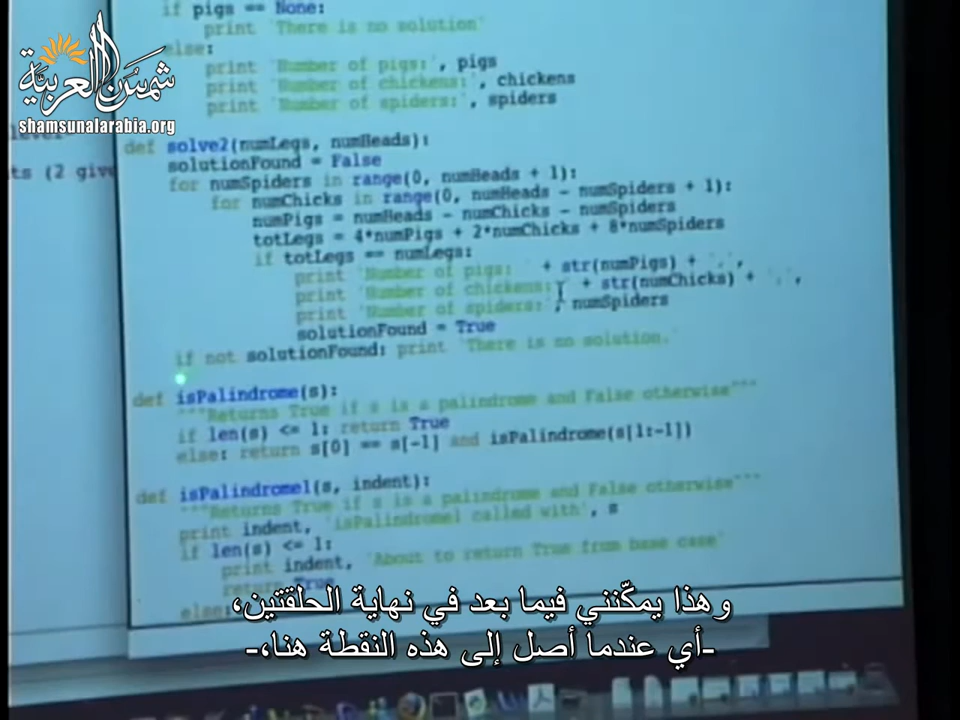 if pigs == None:
print 'There is no solution'
else:
print 'Number of pigs:', pigs
print 'Number of chickens:', chickens
print 'Number of spiders:', spiders
شمس العربية
shamsunalarabia.org
ts (2 give
def solve2(numLegs, numHeads):
solutionFound = False
for numSpiders in range(0, numHeads + 1):
for numChicks in range(0, numHeads - numSpiders + 1):
numPigs = numHeads - numChicks - numSpiders
totLegs = 4*numPigs + 2*numChicks + 8*numSpiders
if totLegs == numLegs:
print 'Number of pigs: ' + str(numPigs) + ',',
print 'Number of chickens: ' + str(numChicks) + ',',
print 'Number of spiders:', numSpiders
solutionFound = True
if not solutionFound: print 'There is no solution.'
def isPalindrome(s):
"""Returns True if s is a palindrome and False otherwise"""
if len(s) <= 1: return True
else: return s[0] == s[-1] and isPalindrome(s[1:-1])
def isPalindrome1(s, indent):
"""Returns True if s is a palindrome and False otherwise"""
print indent, 'isPalindrome1 called with', s
if len(s) <= 1:
print indent, 'About to return True from base case'
return True
else:
وهذا يمكّنني فيما بعد في نهاية الحلقتين،
-أي عندما أصل إلى هذه النقطة هنا،-